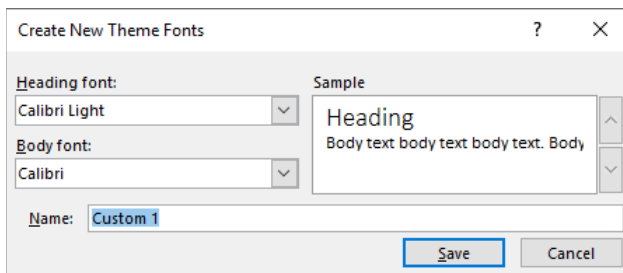 Create New Theme Fonts ? ×
Heading font:
Calibri Light
Body font:
Calibri
Sample
Heading
Body text body text body text. Body
Name: Custom 1
Save Cancel